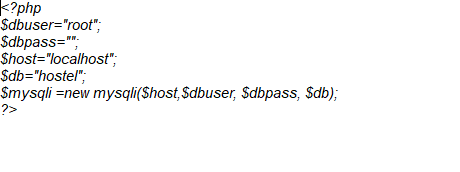 <?php
$dbuser="root";
$dbpass="";
$host="localhost";
$db="hostel";
$mysqli =new mysqli($host,$dbuser, $dbpass, $db);
?>